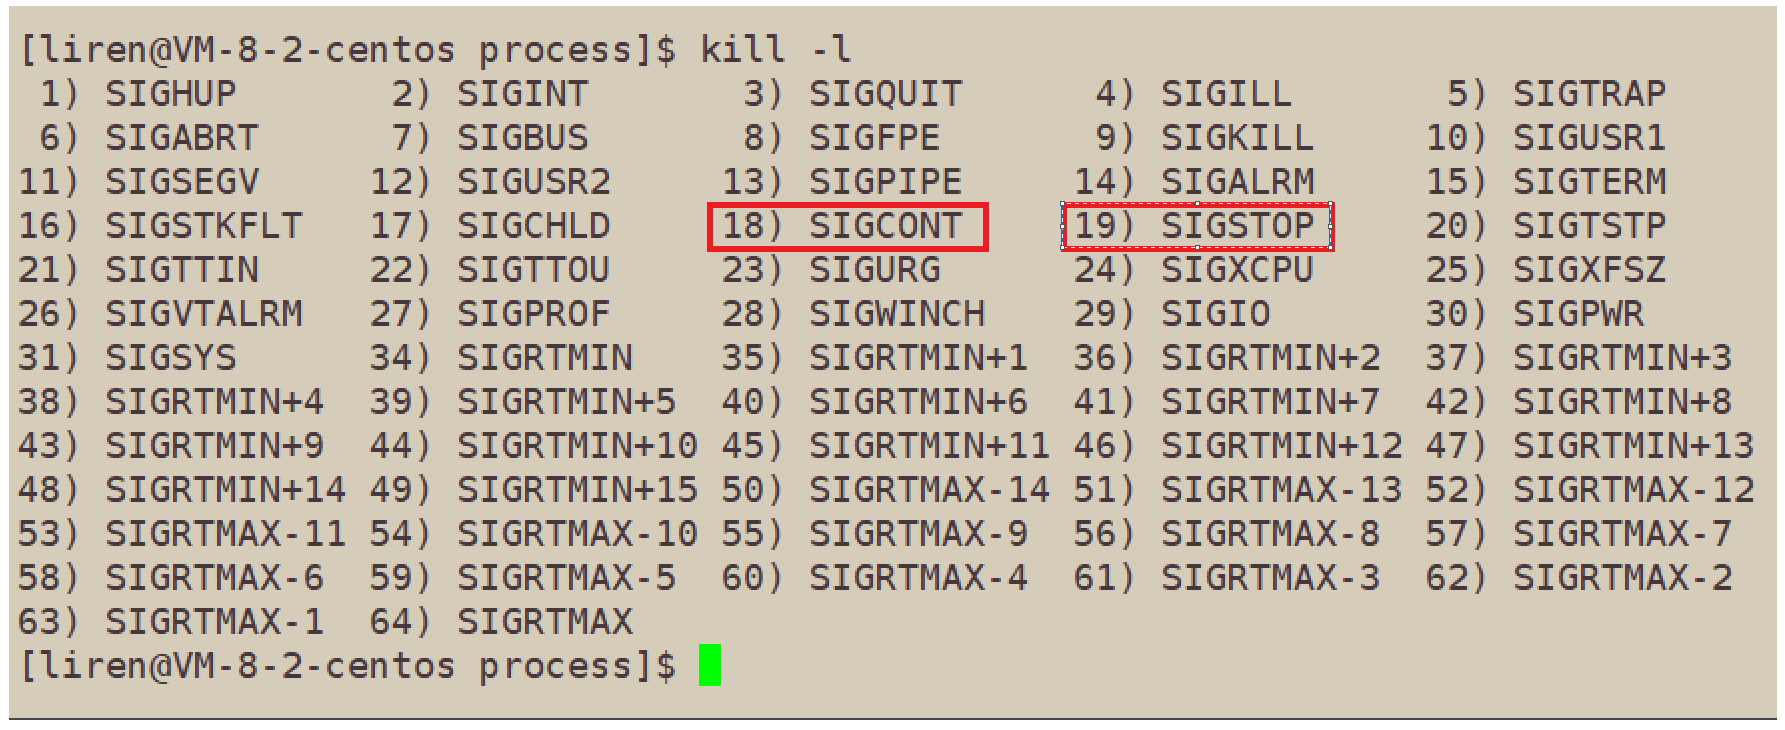 [liren@VM-8-2-centos process]$ kill -l
 1) SIGHUP       2) SIGINT       3) SIGQUIT      4) SIGILL       5) SIGTRAP
 6) SIGABRT      7) SIGBUS       8) SIGFPE       9) SIGKILL     10) SIGUSR1
11) SIGSEGV     12) SIGUSR2     13) SIGPIPE     14) SIGALRM     15) SIGTERM
16) SIGSTKFLT   17) SIGCHLD     18) SIGCONT     19) SIGSTOP     20) SIGTSTP
21) SIGTTIN     22) SIGTTOU     23) SIGURG      24) SIGXCPU     25) SIGXFSZ
26) SIGVTALRM   27) SIGPROF     28) SIGWINCH    29) SIGIO       30) SIGPWR
31) SIGSYS      34) SIGRTMIN    35) SIGRTMIN+1  36) SIGRTMIN+2  37) SIGRTMIN+3
38) SIGRTMIN+4  39) SIGRTMIN+5  40) SIGRTMIN+6  41) SIGRTMIN+7  42) SIGRTMIN+8
43) SIGRTMIN+9  44) SIGRTMIN+10 45) SIGRTMIN+11 46) SIGRTMIN+12 47) SIGRTMIN+13
48) SIGRTMIN+14 49) SIGRTMIN+15 50) SIGRTMAX-14 51) SIGRTMAX-13 52) SIGRTMAX-12
53) SIGRTMAX-11 54) SIGRTMAX-10 55) SIGRTMAX-9  56) SIGRTMAX-8  57) SIGRTMAX-7
58) SIGRTMAX-6  59) SIGRTMAX-5  60) SIGRTMAX-4  61) SIGRTMAX-3  62) SIGRTMAX-2
63) SIGRTMAX-1  64) SIGRTMAX
[liren@VM-8-2-centos process]$